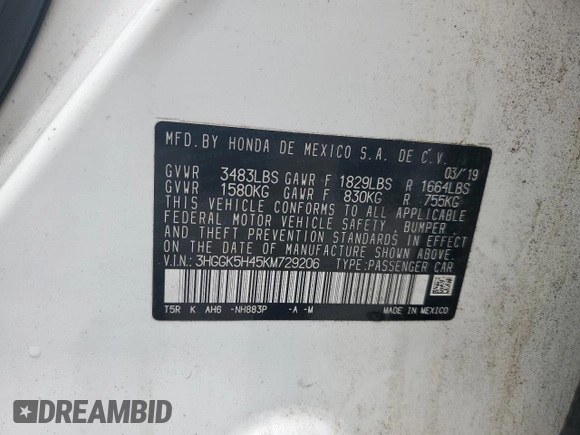 MFD. BY HONDA DE MEXICO S.A. DE C.V.
03/19
GVWR 3483LBS GAWR F 1829LBS R 1664LBS
GVWR 1580KG GAWR F 830KG R 755KG
THIS VEHICLE CONFORMS TO ALL APPLICABLE
FEDERAL MOTOR VEHICLE SAFETY, BUMPER,
AND THEFT PREVENTION STANDARDS IN EFFECT
ON THE DATE OF MANUFACTURE SHOWN ABOVE.
V.I.N.: 3HGGK5H45KM729206 TYPE: PASSENGER CAR
T5R K AH6 -NH883P -A -M
MADE IN MEXICO
DREAMBID